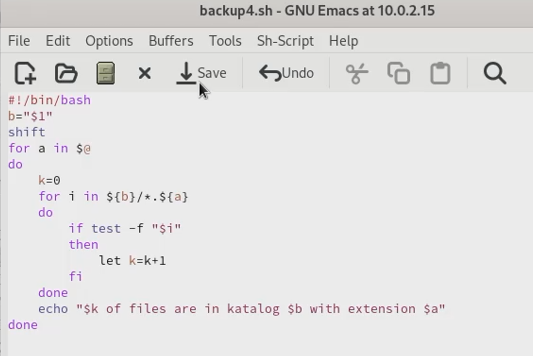 backup4.sh - GNU Emacs at 10.0.2.15
File Edit Options Buffers Tools Sh-Script Help
Save Undo
#!/bin/bash
b="$1"
shift
for a in $@
do
    k=0
    for i in ${b}/*.${a}
    do
        if test -f "$i"
        then
            let k=k+1
        fi
    done
    echo "$k of files are in katalog $b with extension $a"
done